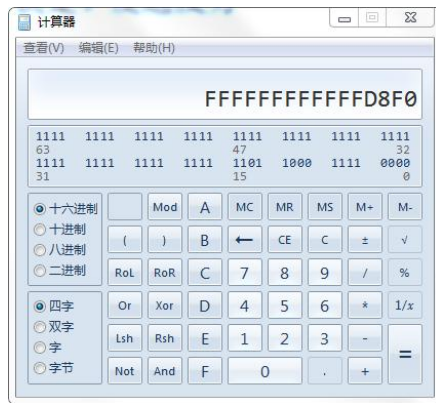 计算器
查看(V) 编辑(E) 帮助(H)
FFFFFFFFFFFFD8F0
1111 1111 1111 1111 1111 1111 1111 1111
63 47 32
1111 1111 1111 1111 1101 1000 1111 0000
31 15 0
十六进制 Mod A MC MR MS M+ M-
十进制 ( ) B ← CE C ± √
八进制
二进制 RoL RoR C 7 8 9 / %
四字 Or Xor D 4 5 6 * 1/x
双字
字 Lsh Rsh E 1 2 3 - =
字节 Not And F 0 . +